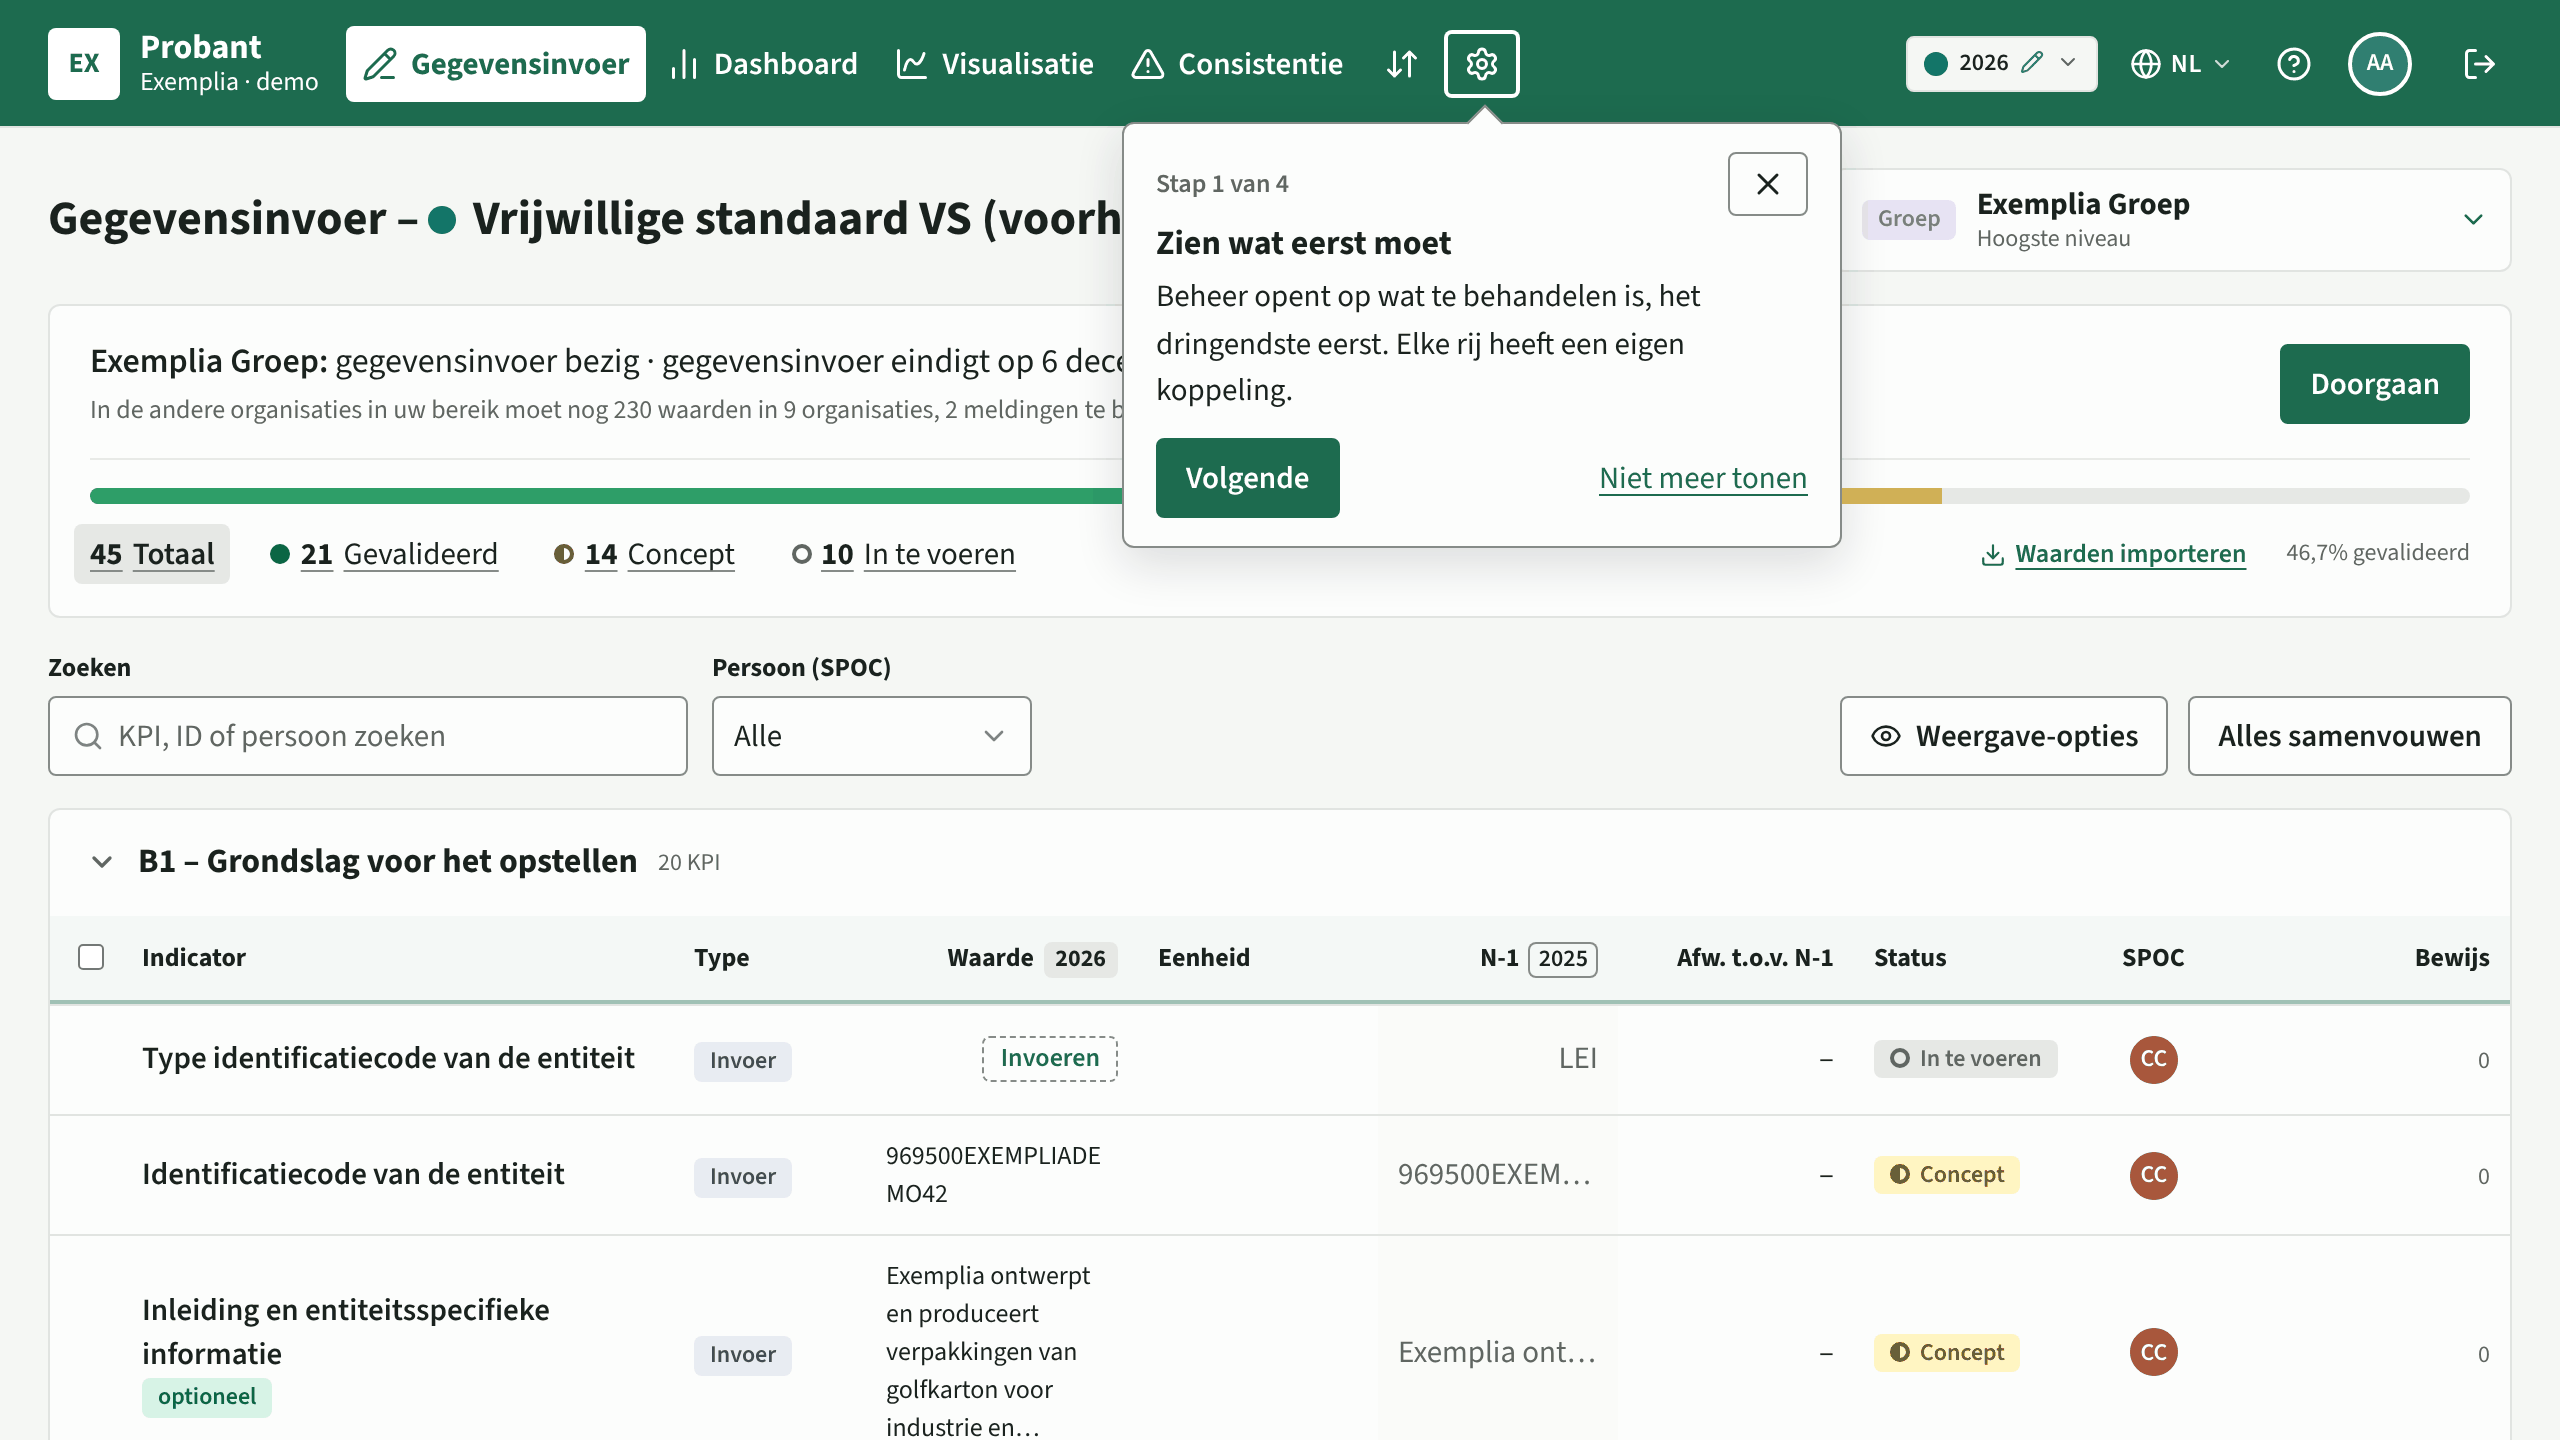 EX
Probant
Exemplia · demo
Gegevensinvoer
Dashboard
Visualisatie
Consistentie
2026
NL
AA
Gegevensinvoer – Vrijwillige standaard VS (voorh
Groep
Exemplia Groep
Hoogste niveau
Stap 1 van 4
Zien wat eerst moet
Beheer opent op wat te behandelen is, het
dringendste eerst. Elke rij heeft een eigen
koppeling.
Volgende
Niet meer tonen
Exemplia Groep: gegevensinvoer bezig · gegevensinvoer eindigt op 6 dece
In de andere organisaties in uw bereik moet nog 230 waarden in 9 organisaties, 2 meldingen te b
Doorgaan
45 Totaal
21 Gevalideerd
14 Concept
10 In te voeren
Waarden importeren
46,7% gevalideerd
Zoeken
Persoon (SPOC)
KPI, ID of persoon zoeken
Alle
Weergave-opties
Alles samenvouwen
B1 – Grondslag voor het opstellen 20 KPI
Indicator Type Waarde 2026 Eenheid N-1 2025 Afw. t.o.v. N-1 Status SPOC Bewijs
Type identificatiecode van de entiteit Invoer Invoeren LEI – In te voeren CC 0
Identificatiecode van de entiteit Invoer 969500EXEMPLIADE
MO42
969500EXEM… – Concept CC 0
Inleiding en entiteitsspecifieke
informatie
optioneel
Invoer
Exemplia ontwerpt
en produceert
verpakkingen van
golfkarton voor
industrie en…
Exemplia ont… – Concept CC 0